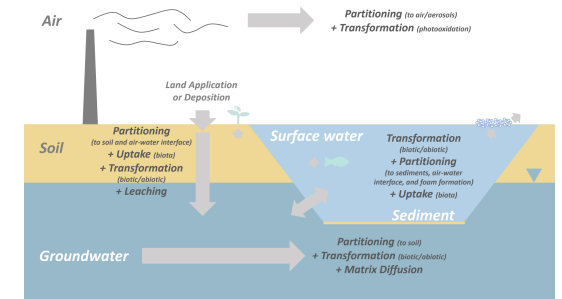 Air
Partitioning (to air/aerosols)
+ Transformation (photooxidation)
Land Application
or Deposition
Soil
Partitioning
(to soil and air-water interface)
+ Uptake (biota)
+ Transformation
(biotic/abiotic)
+ Leaching
Surface water
Transformation
(biotic/abiotic)
+ Partitioning
(to sediments, air-water
interface, and foam formation)
+ Uptake (biota)
Sediment
Groundwater
Partitioning (to soil)
+ Transformation (biotic/abiotic)
+ Matrix Diffusion